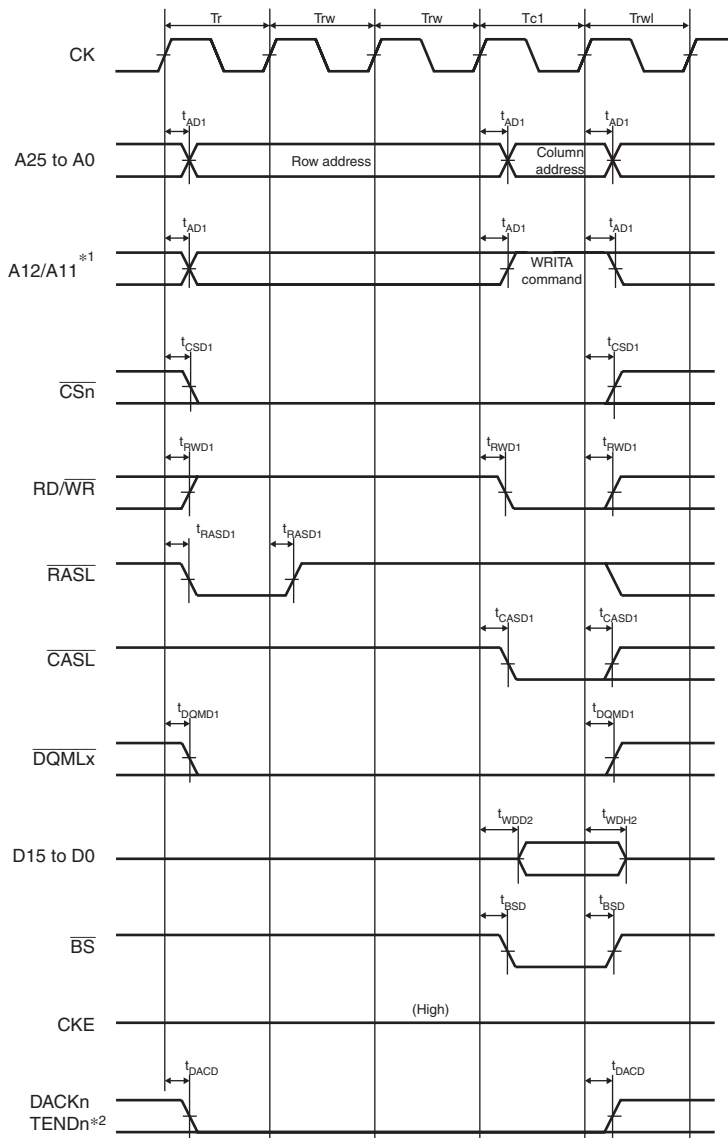 Tr Trw Trw Tc1 Trwl
CK
tAD1 tAD1 tAD1
A25 to A0 Row address Column address
tAD1 tAD1 tAD1
A12/A11*1 WRITA command
tCSD1 tCSD1
CSn
tRWD1 tRWD1 tRWD1
RD/WR
tRASD1 tRASD1
RASL
tCASD1 tCASD1
CASL
tDQMD1 tDQMD1
DQMLx
tWDD2 tWDH2
D15 to D0
tBSD tBSD
BS
(High)
CKE
tDACD tDACD
DACKn
TENDn*2